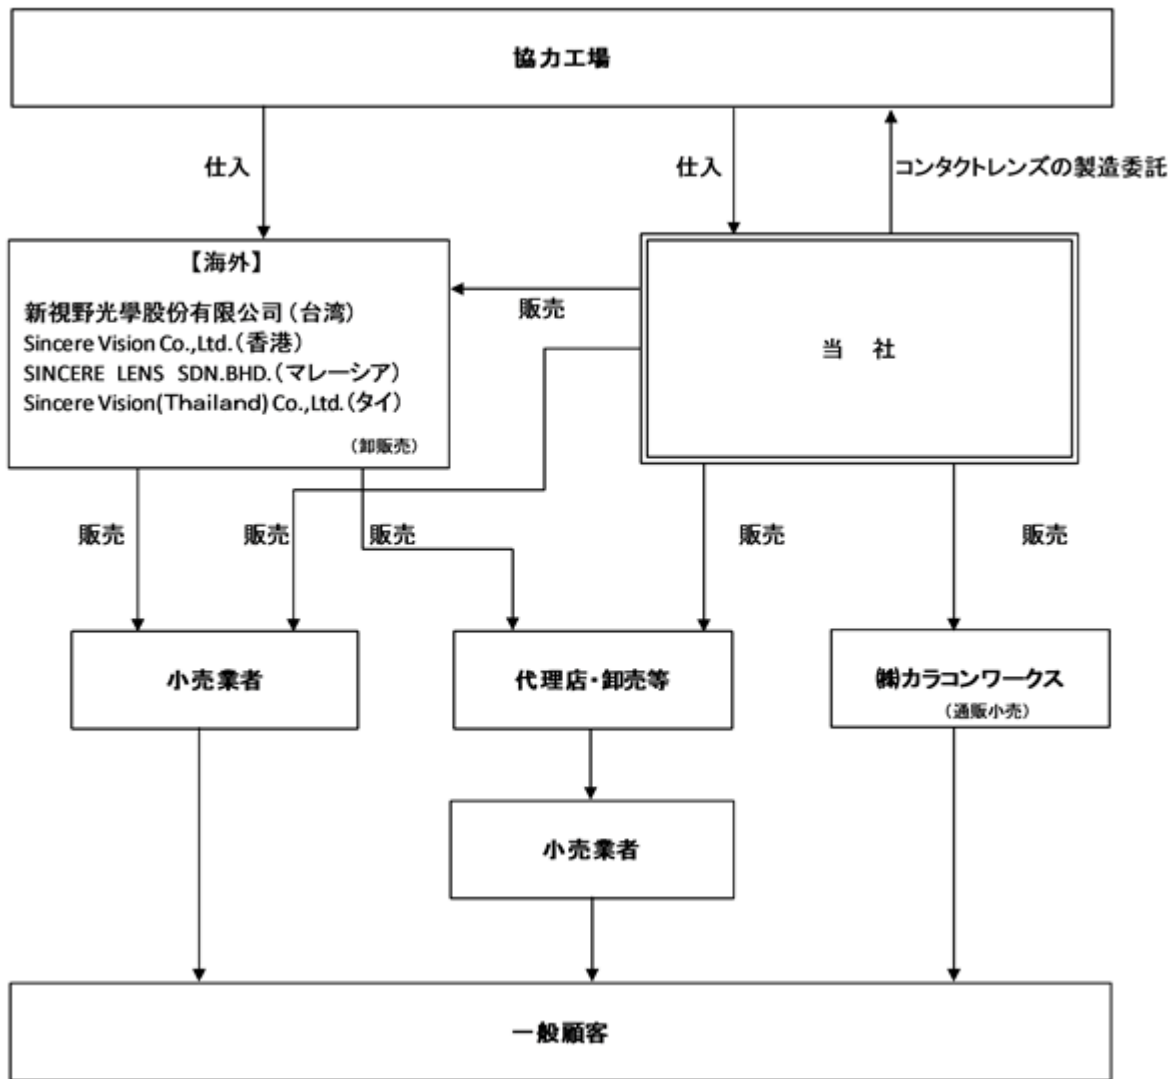 協力工場
仕入
仕入
コンタクトレンズの製造委託
【海外】
新視野光學股份有限公司(台湾)
Sincere Vision Co.,Ltd.(香港)
SINCERE LENS SDN.BHD.(マレーシア)
Sincere Vision(Thailand) Co.,Ltd.(タイ)
(卸販売)
販売
当 社
販売
販売
販売
販売
販売
小売業者
代理店・卸売等
㈱カラコンワークス
(通販小売)
小売業者
一般顧客